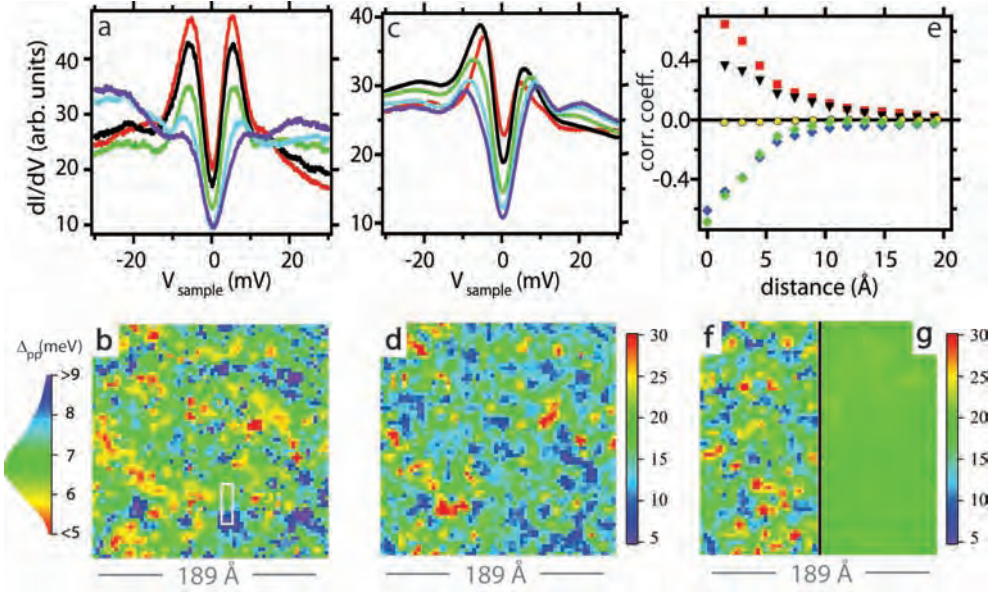 a
40
30
20
10
dI/dV (arb. units)
-20 0 20
V sample (mV)
c
40
30
20
10
-20 0 20
V sample (mV)
e
0.4
0.0
-0.4
corr. coeff.
0 5 10 15 20
distance (Å)
Δpp(meV)
>9
8
7
6
<5
b
189 Å
d
30
25
20
15
10
5
189 Å
f g
30
25
20
15
10
5
189 Å